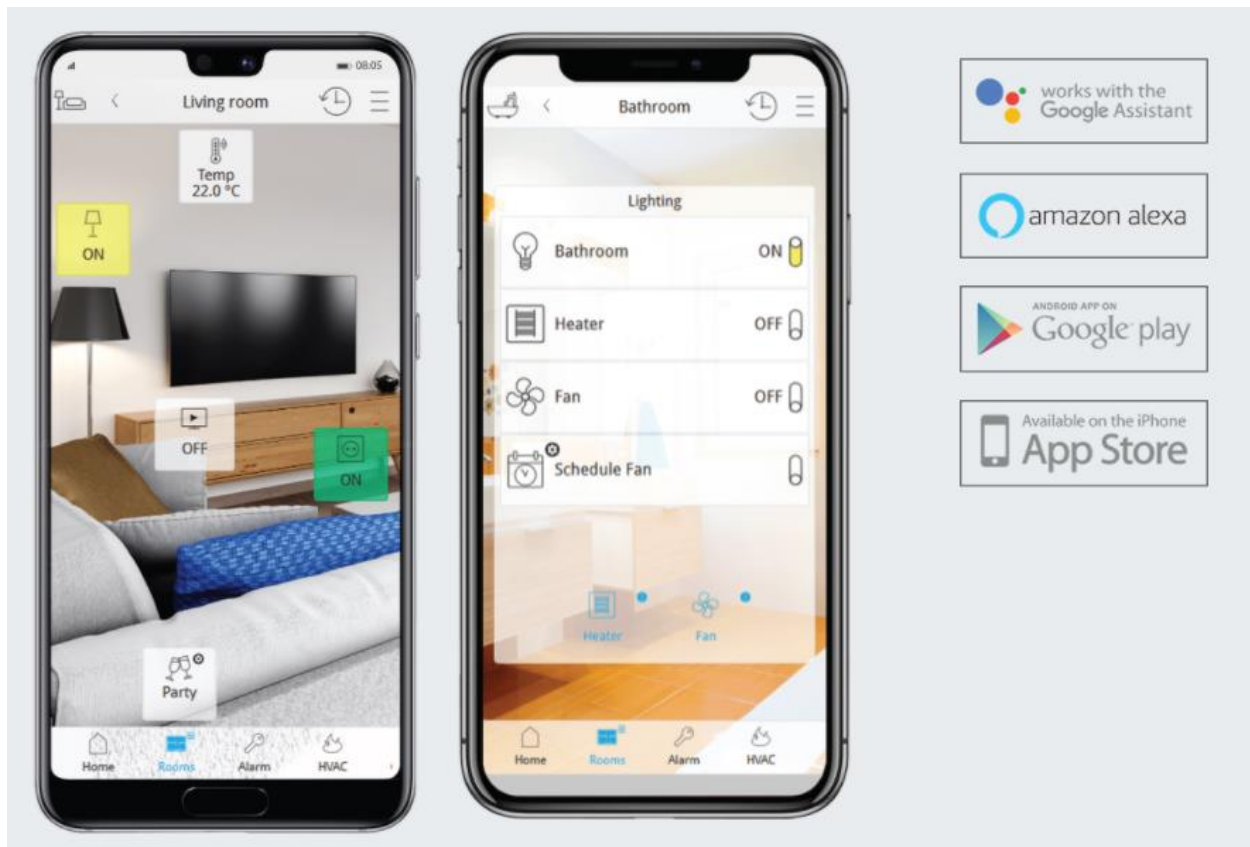 08:05
Living room
Temp
22.0 °C
ON
OFF
ON
Party
Home
Rooms
Alarm
HVAC
Bathroom
Lighting
Bathroom
ON
Heater
OFF
Fan
OFF
Schedule Fan
Heater
Fan
Home
Rooms
Alarm
HVAC
works with the
Google Assistant
amazon alexa
ANDROID APP ON
Google play
Available on the iPhone
App Store